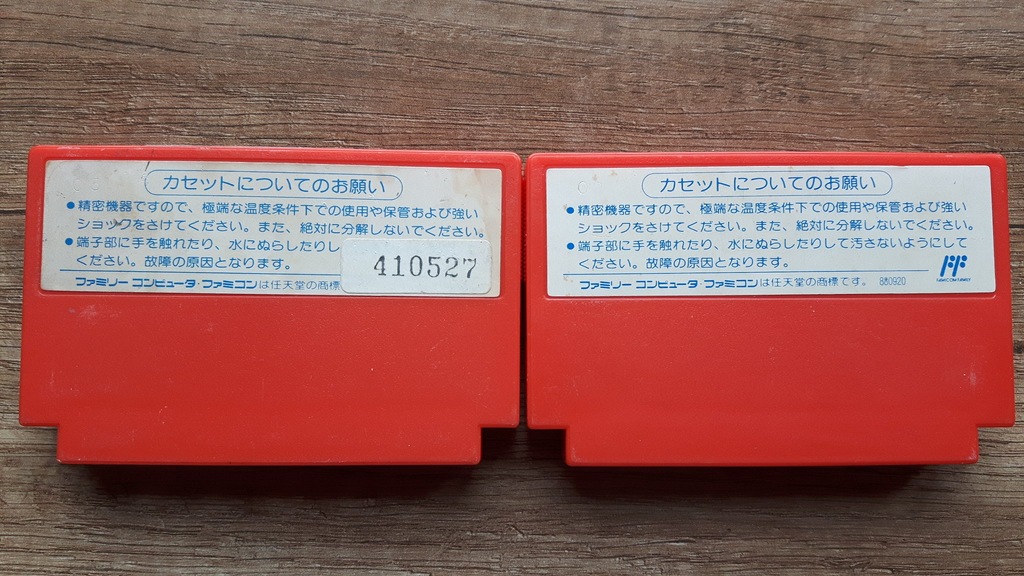 カセットについてのお願い
●精密機器ですので、極端な温度条件下での使用や保管および強い
ショックをさけてください。また、絶対に分解しないでください。
●端子部に手を触れたり、水にぬらしたりし
ください。故障の原因となります。
410527
ファミリーコンピュータ・ファミコンは任天堂の商標
カセットについてのお願い
●精密機器ですので、極端な温度条件下での使用や保管および強い
ショックをさけてください。また、絶対に分解しないでください。
●端子部に手を触れたり、水にぬらしたりして汚さないようにして
ください。故障の原因となります。
ファミリーコンピュータ・ファミコンは任天堂の商標です。 880920
FF
FAMICOM FAMILY